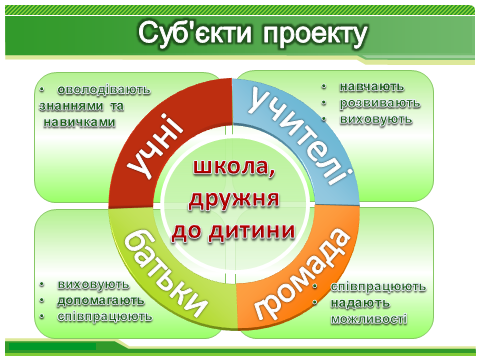 Суб'єкти проекту
• оволодівають
знаннями та
навичками
• навчають
• розвивають
• виховують
учні
учителі
школа,
дружня
до дитини
батьки
громада
• виховують
• допомагають
• співпрацюють
• співпрацюють
• надають
можливості